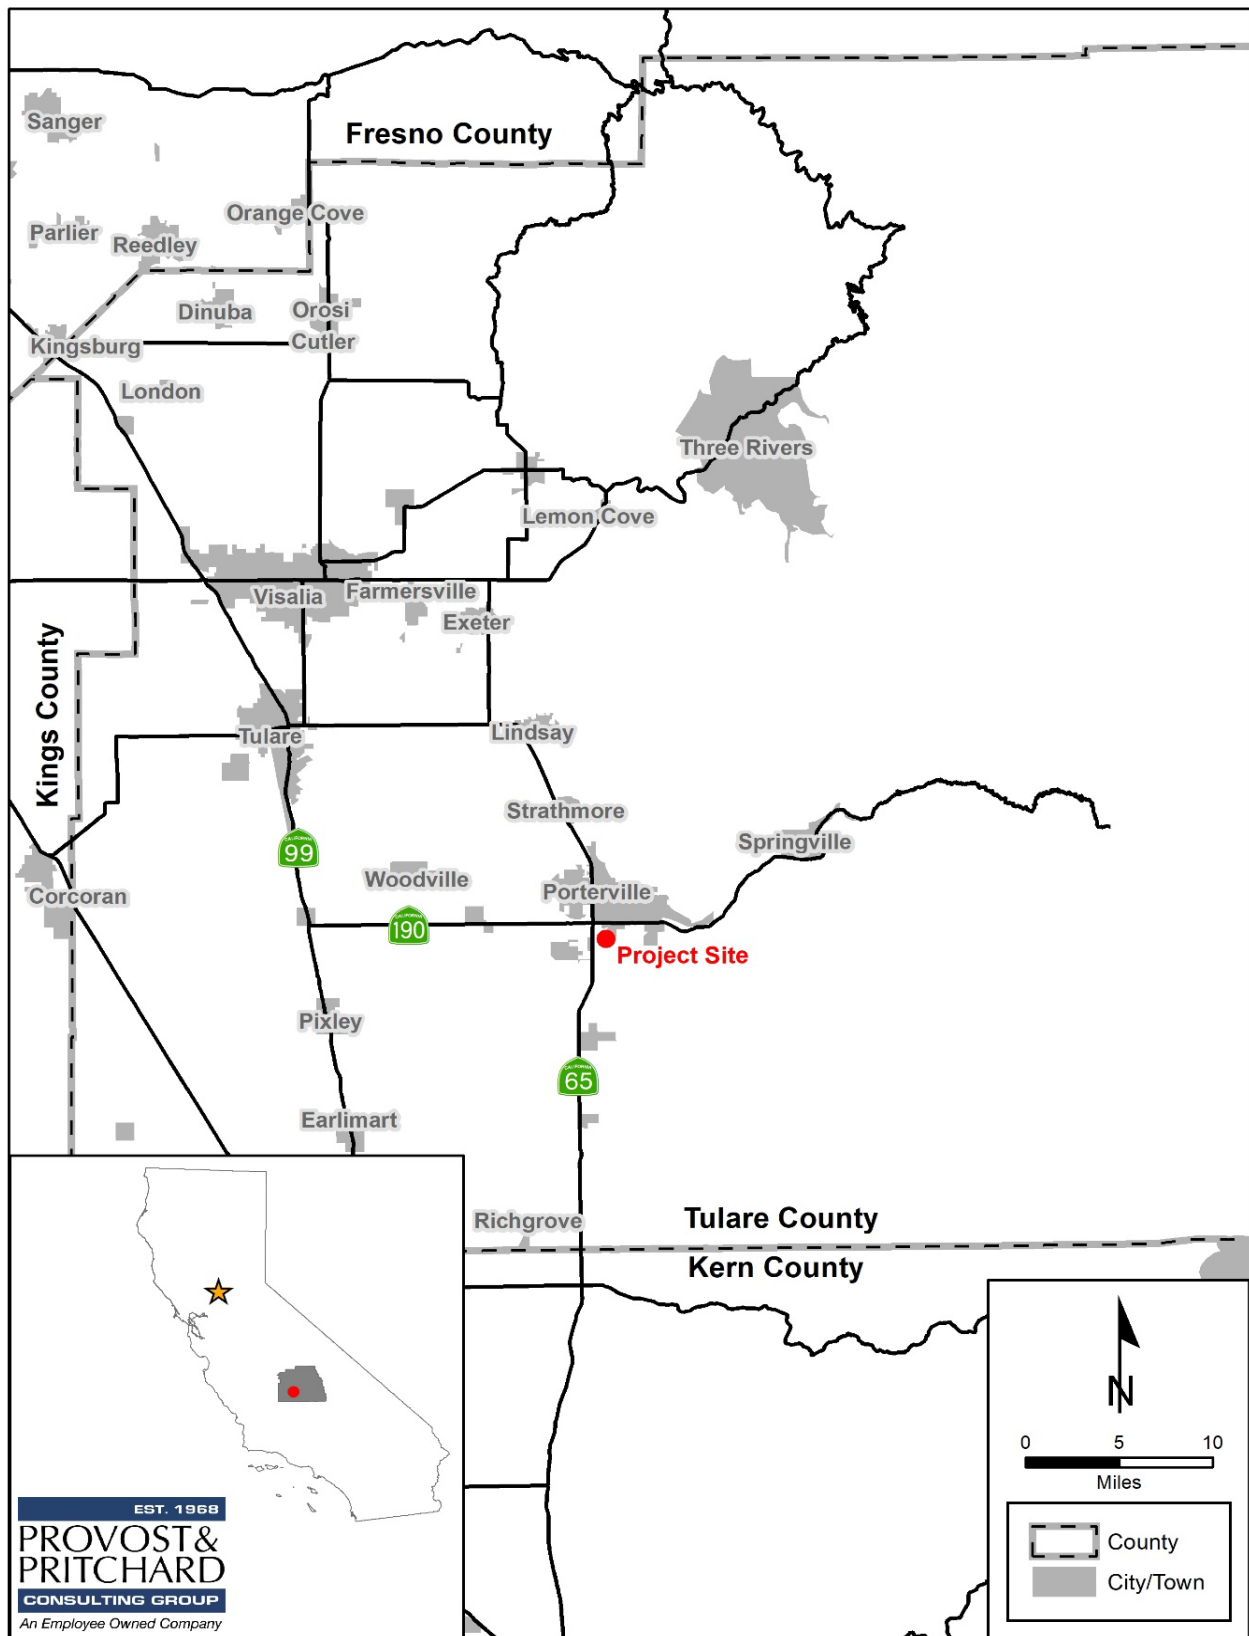 Sanger
Fresno County
Orange Cove
Parlier
Reedley
Dinuba
Orosi
Kingsburg
Cutler
London
Three Rivers
Lemon Cove
Visalia
Farmersville
Exeter
Kings County
Tulare
Lindsay
Strathmore
Springville
CALIFORNIA
99
Woodville
Porterville
Corcoran
CALIFORNIA
190
Project Site
Pixley
CALIFORNIA
65
Earlimart
Richgrove
Tulare County
Kern County
N
0 5 10
Miles
County
City/Town
EST. 1968
PROVOST&
PRITCHARD
CONSULTING GROUP
An Employee Owned Company